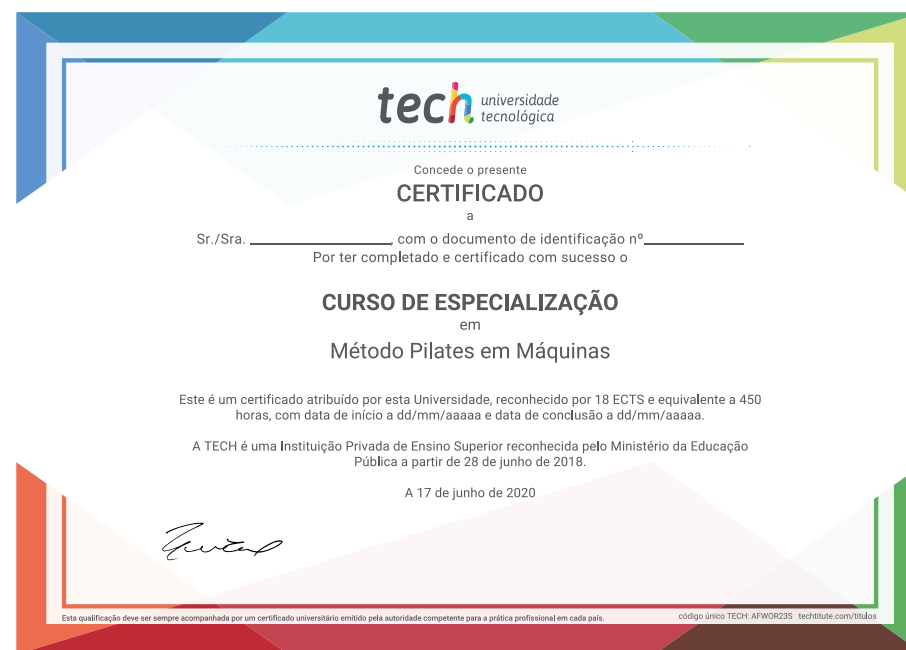 tech universidade
tecnológica
Concede o presente
CERTIFICADO
a
Sr./Sra. ________________, com o documento de identificação nº____________
Por ter completado e certificado com sucesso o
CURSO DE ESPECIALIZAÇÃO
em
Método Pilates em Máquinas
Este é um certificado atribuído por esta Universidade, reconhecido por 18 ECTS e equivalente a 450
horas, com data de início a dd/mm/aaaaa e data de conclusão a dd/mm/aaaaa.
A TECH é uma Instituição Privada de Ensino Superior reconhecida pelo Ministério da Educação
Pública a partir de 28 de junho de 2018.
A 17 de junho de 2020
Esta qualificação deve ser sempre acompanhada por um certificado universitário emitido pela autoridade competente para a prática profissional em cada país.
código único TECH: AFWOR23S techtitute.com/titulos